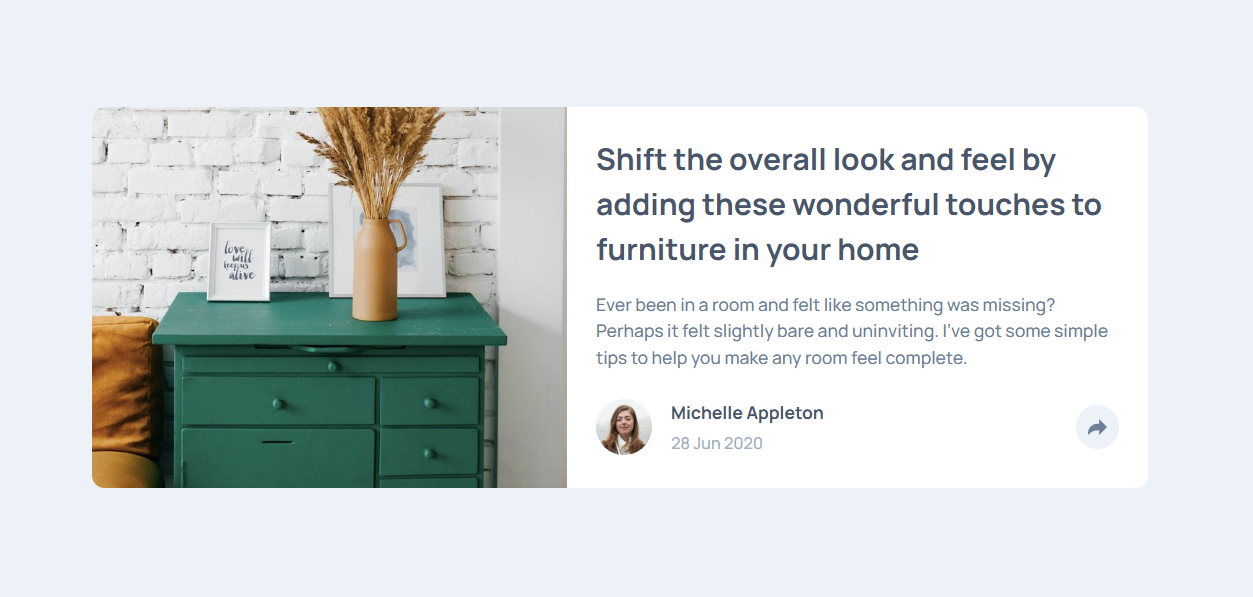 love
will
keep us
alive
Shift the overall look and feel by
adding these wonderful touches to
furniture in your home
Ever been in a room and felt like something was missing?
Perhaps it felt slightly bare and uninviting. I've got some simple
tips to help you make any room feel complete.
Michelle Appleton
28 Jun 2020